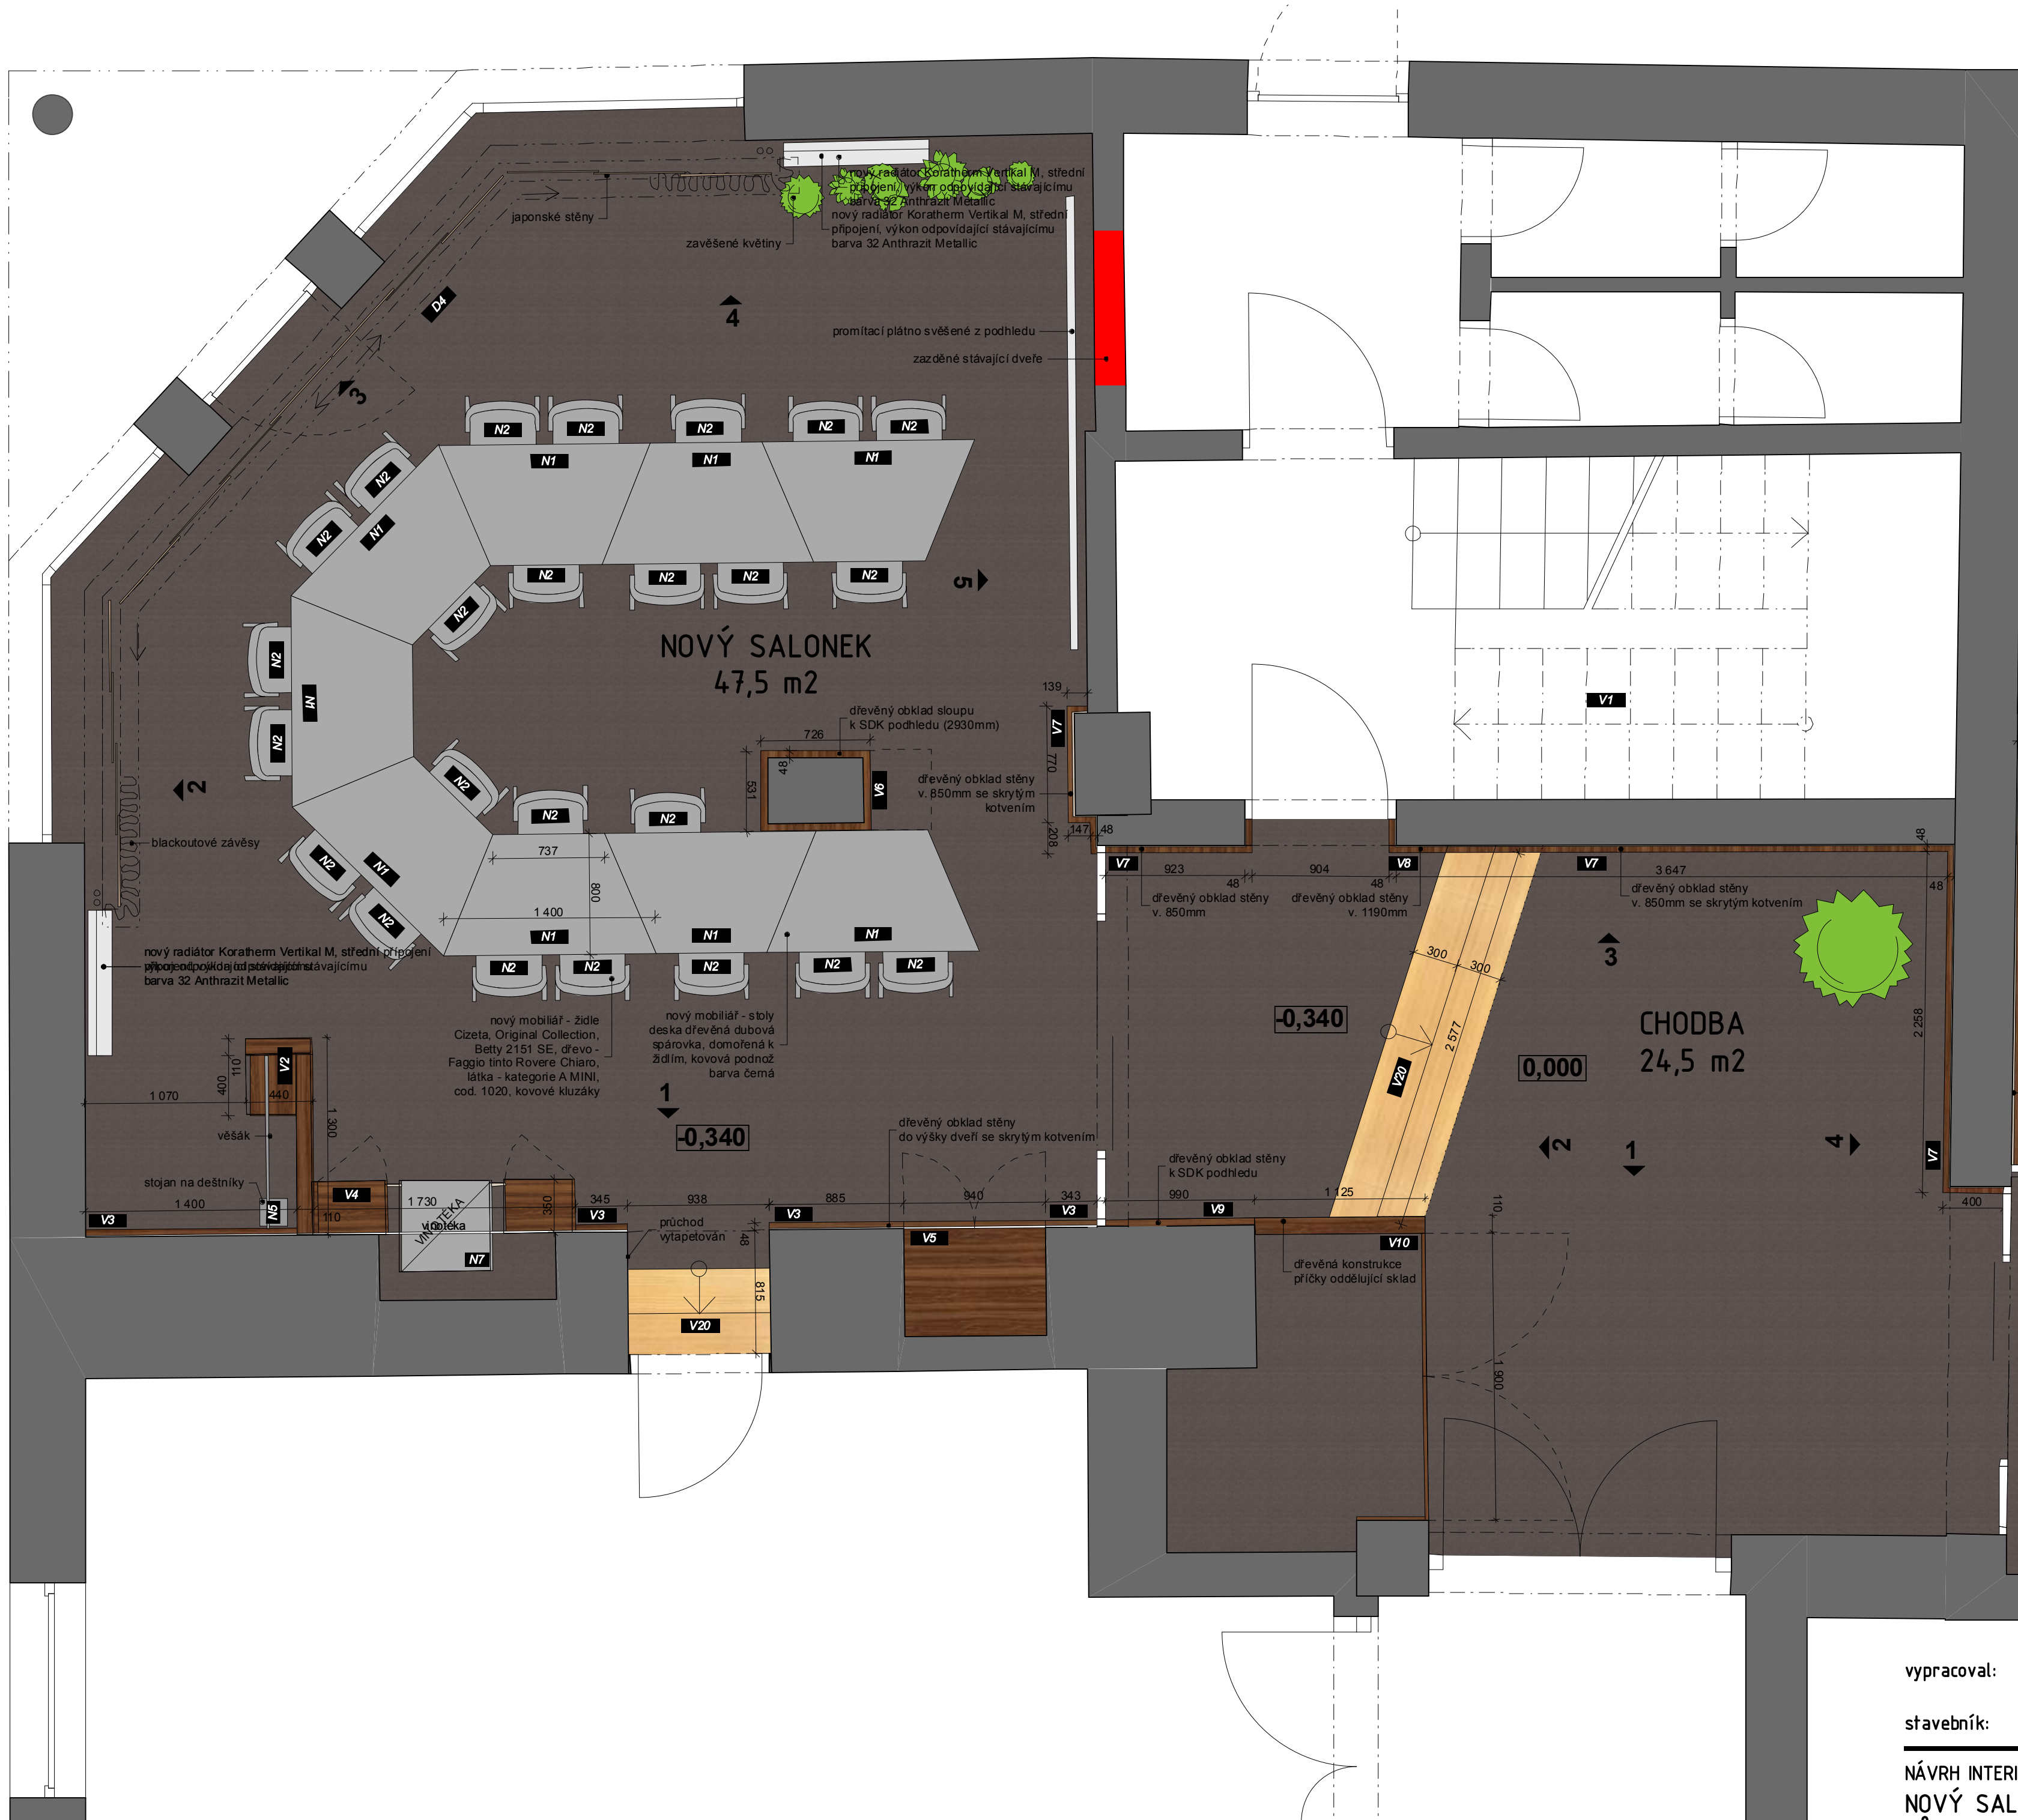 japonské stěny
zavěšené květiny
nový radiátor Koratherm Vertikal M, střední
připojení, výkon odpovídající stávajícímu
barva 32 Anthrazit Metallic
nový radiátor Koratherm Vertikal M, střední
připojení, výkon odpovídající stávajícímu
barva 32 Anthrazit Metallic
D4
4
3
promítací plátno svěšené z podhledu
zazděné stávající dveře
N2
N2
N2
N2
N2
N1
N1
N1
N2
N2
N1
N2
N2
N2
N2
N2
5
NOVÝ SALONEK
47,5 m2
N2
N2
N1
N2
2
blackoutové závěsy
V1
139
V7
770
208
147
48
dřevěný obklad sloupu
k SDK podhledu (2930mm)
726
48
531
V6
dřevěný obklad stěny
v. 850mm se skrytým
kotvením
N2
N2
N2
N2
N2
N1
737
800
1 400
N1
N1
N1
N2
N2
N2
N2
N2
V7
923
48
904
48
V8
V7
3 647
48
48
dřevěný obklad stěny
v. 850mm
dřevěný obklad stěny
v. 1190mm
dřevěný obklad stěny
v. 850mm se skrytým kotvením
nový radiátor Koratherm Vertikal M, střední připojení
barva 32 Anthrazit Metallic
nový mobiliář - židle
Cizeta, Original Collection,
Betty 2151 SE, dřevo -
Faggio tinto Rovere Chiaro,
látka - kategorie A MINI,
cod. 1020, kovové kluzáky
nový mobiliář - stoly
deska dřevěná dubová
spárovka, domořená k
židlím, kovová podnož
barva černá
300
300
2 577
V20
3
-0,340
0,000
CHODBA
24,5 m2
2 258
2
1
4
V7
400
1
-0,340
V2
110
400
440
1 070
1 300
věšák
stojan na deštníky
N5
1 400
V3
V4
110
1 730
vinotéka
VINOTÉKA
N7
350
345
V3
938
průchod
vytapetován
48
V3
885
940
343
V3
V5
dřevěný obklad stěny
do výšky dveří se skrytým kotvením
dřevěný obklad stěny
k SDK podhledu
990
V9
1 125
110
V10
dřevěná konstrukce
příčky oddělující sklad
815
V20
1 900
vypracoval:
stavebník:
NÁVRH INTERI
NOVÝ SAL